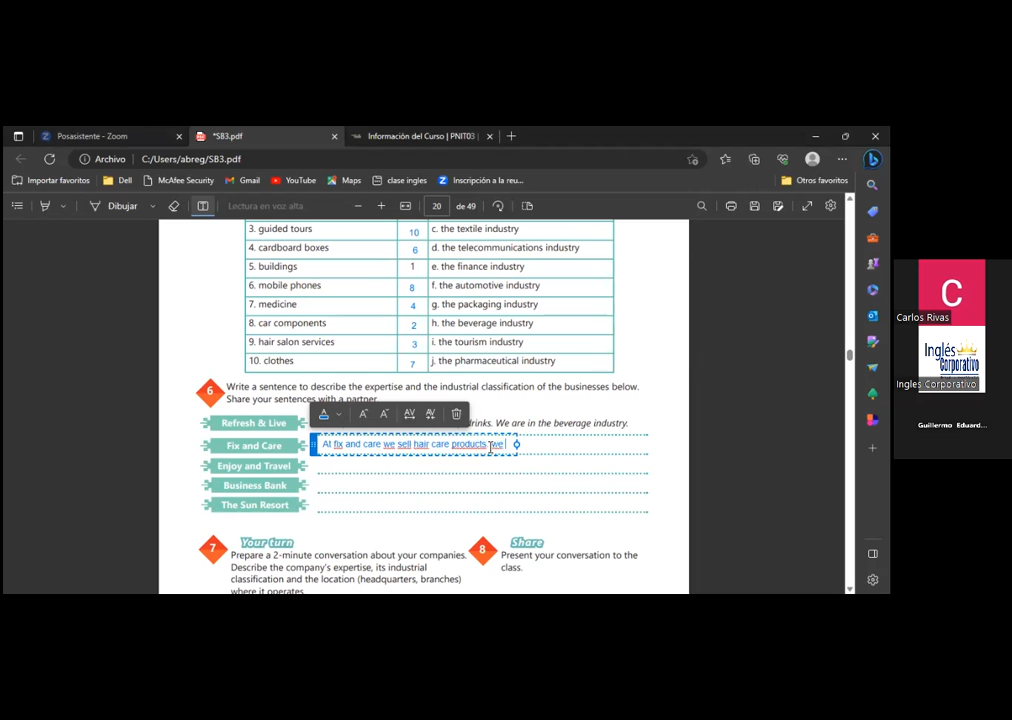 Posasistente - Zoom
*SB3.pdf
Información del Curso | PNIT03
Archivo
C:/Users/abreg/SB3.pdf
Importar favoritos
Dell
McAfee Security
Gmail
YouTube
Maps
clase ingles
Inscripción a la reu...
Otros favoritos
Dibujar
Lectura en voz alta
20
de 49
3. guided tours 10 c. the textile industry
4. cardboard boxes 6 d. the telecommunications industry
5. buildings 1 e. the finance industry
6. mobile phones 8 f. the automotive industry
7. medicine 4 g. the packaging industry
8. car components 2 h. the beverage industry
9. hair salon services 3 i. the tourism industry
10. clothes 7 j. the pharmaceutical industry
6 Write a sentence to describe the expertise and the industrial classification of the businesses below.
Share your sentences with a partner
Refresh & Live drinks. We are in the beverage industry.
Fix and Care At fix and care we sell hair care products. we
Enjoy and Travel
Business Bank
The Sun Resort
7 Your turn
Prepare a 2-minute conversation about your companies.
Describe the company's expertise, its industrial
classification and the location (headquarters, branches)
where it operates.
8 Share
Present your conversation to the
class.
C
Carlos Rivas
Inglés
Corporativo
Ingles Corporativo
Guillermo Eduard...